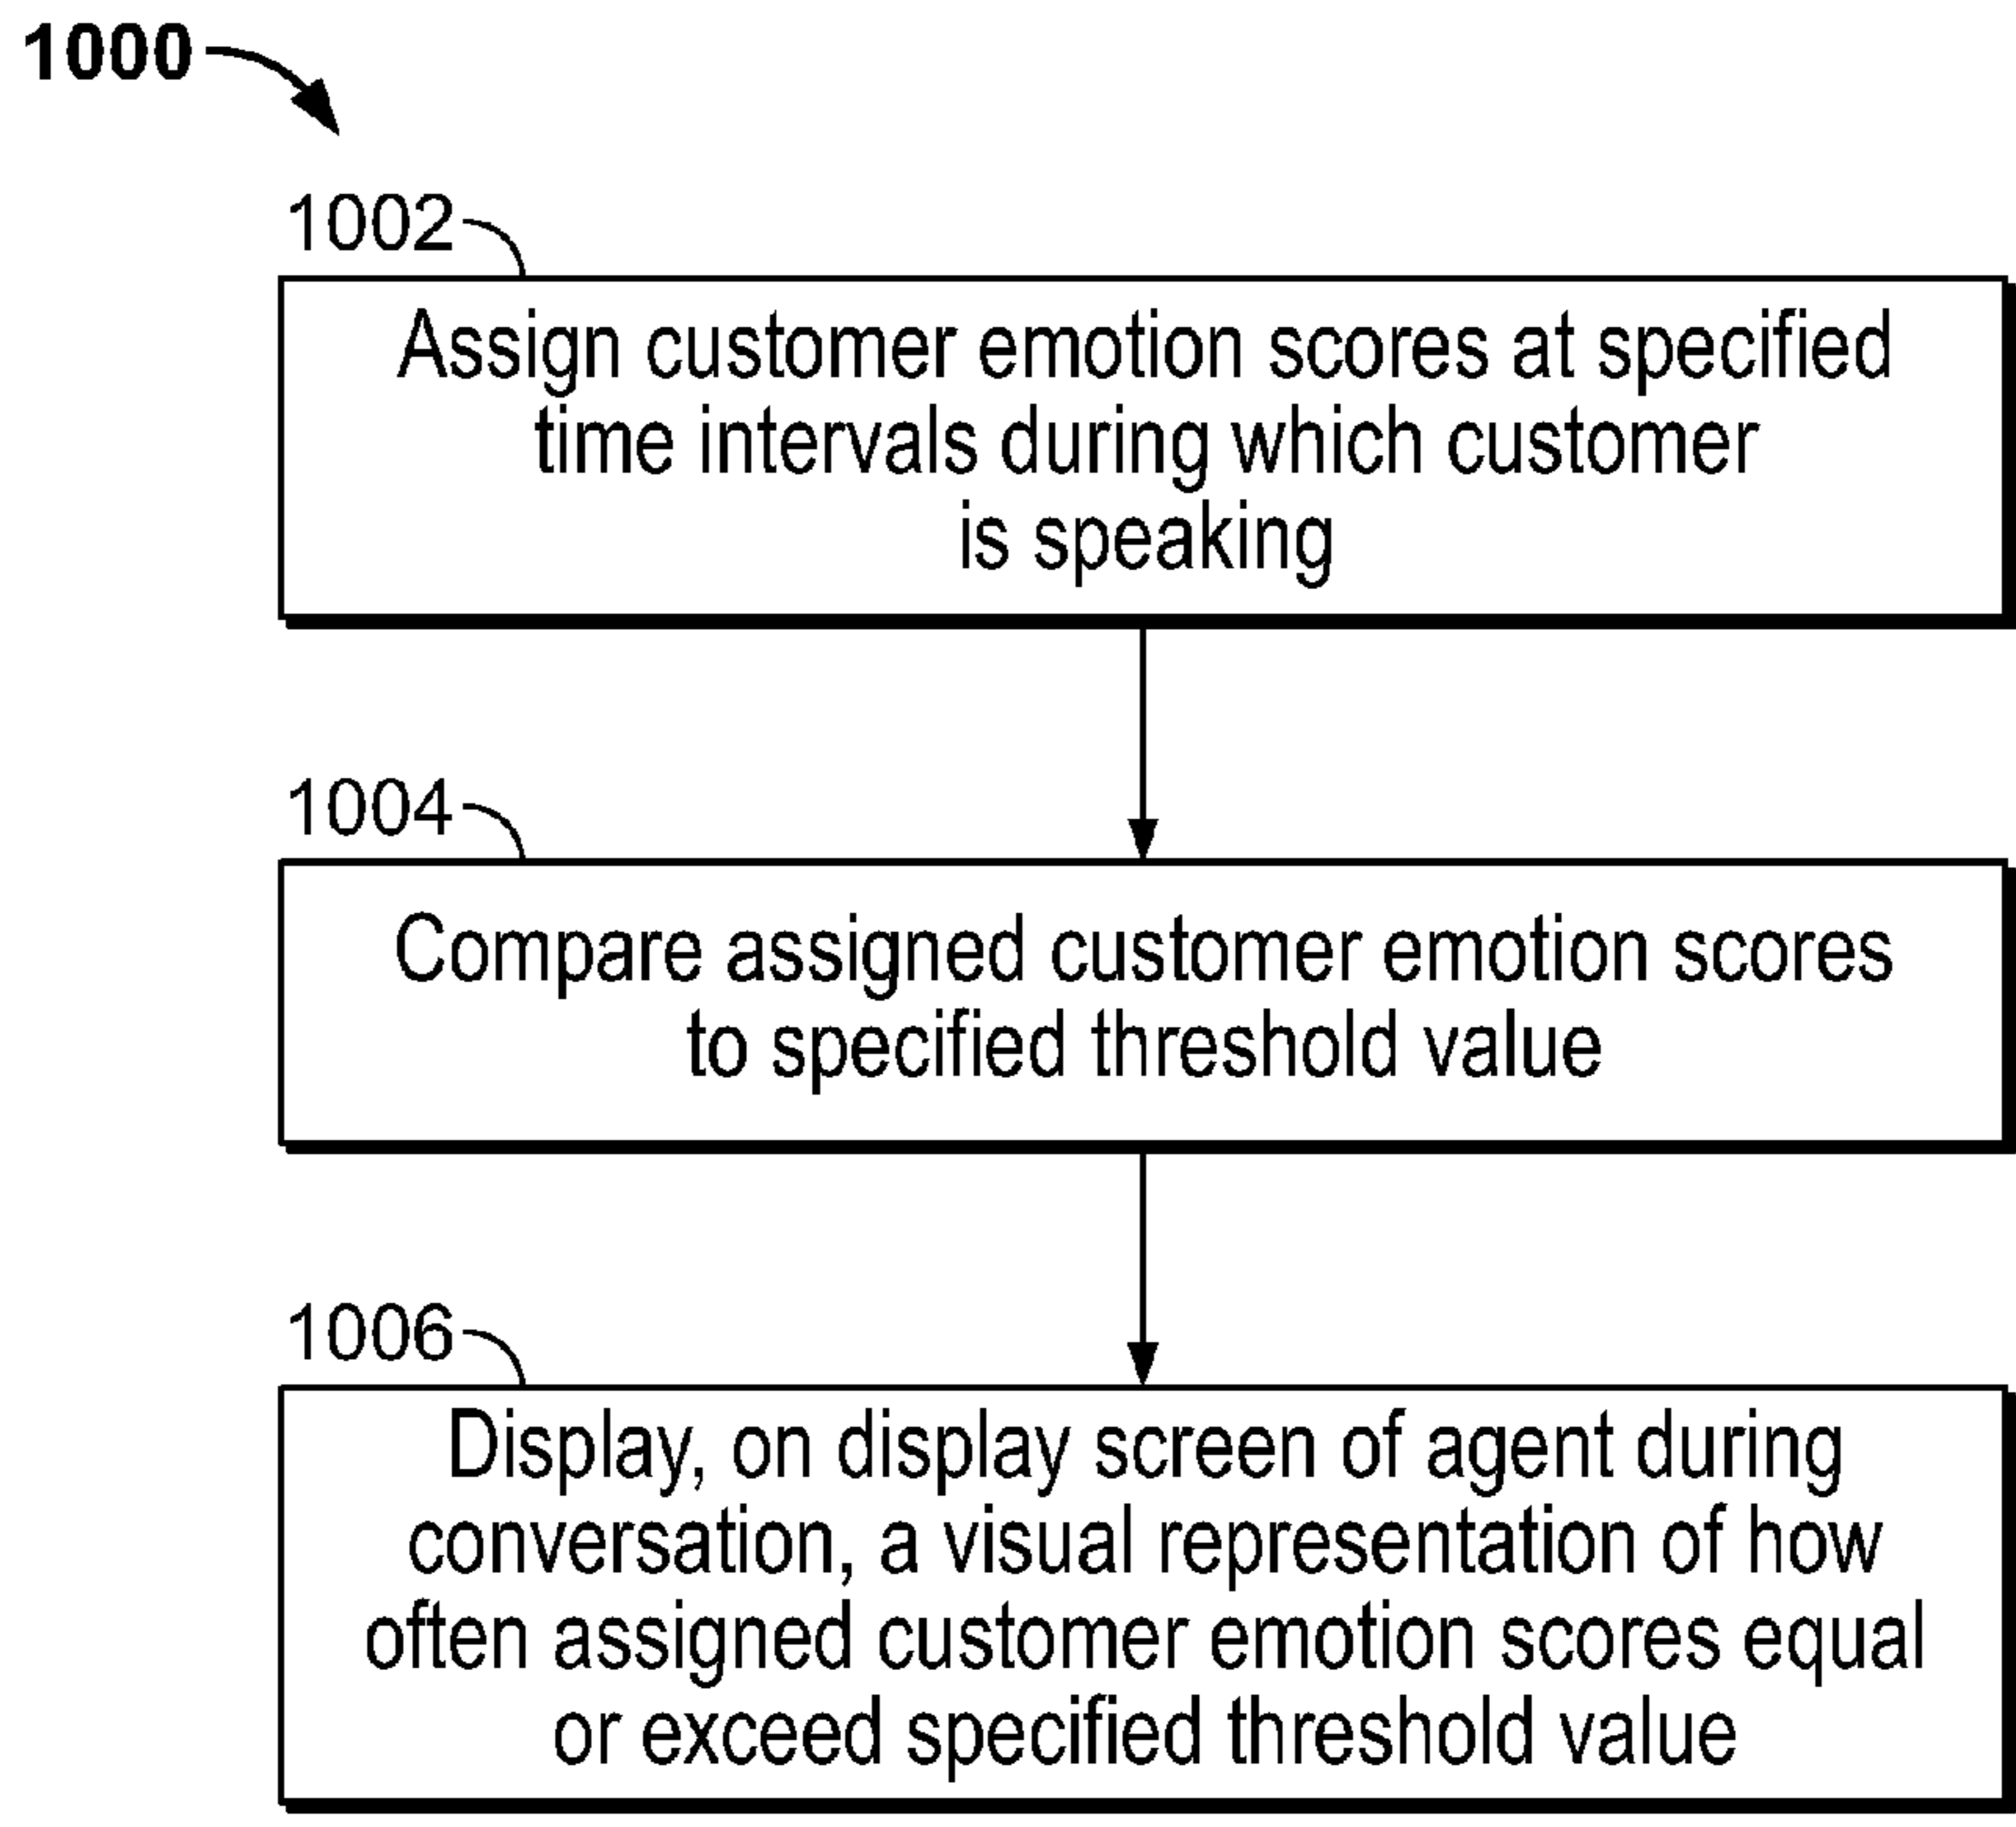 1000
1002
Assign customer emotion scores at specified
time intervals during which customer
is speaking
1004
Compare assigned customer emotion scores
to specified threshold value
1006
Display, on display screen of agent during
conversation, a visual representation of how
often assigned customer emotion scores equal
or exceed specified threshold value